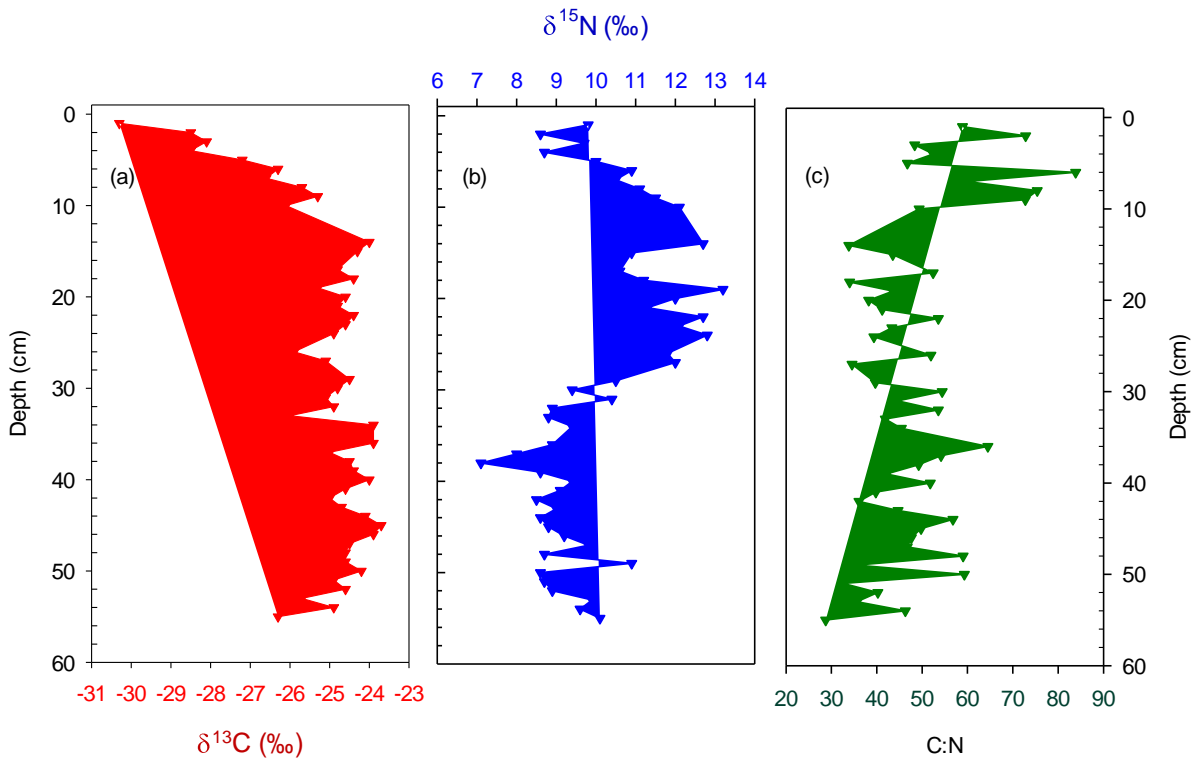 δ¹⁵N (‰)
6 7 8 9 10 11 12 13 14
0
10
20
30
40
50
60
Depth (cm)
(a)
(b)
(c)
0
10
20
30
40
50
60
Depth (cm)
-31 -30 -29 -28 -27 -26 -25 -24 -23
20 30 40 50 60 70 80 90
δ¹³C (‰)
C:N